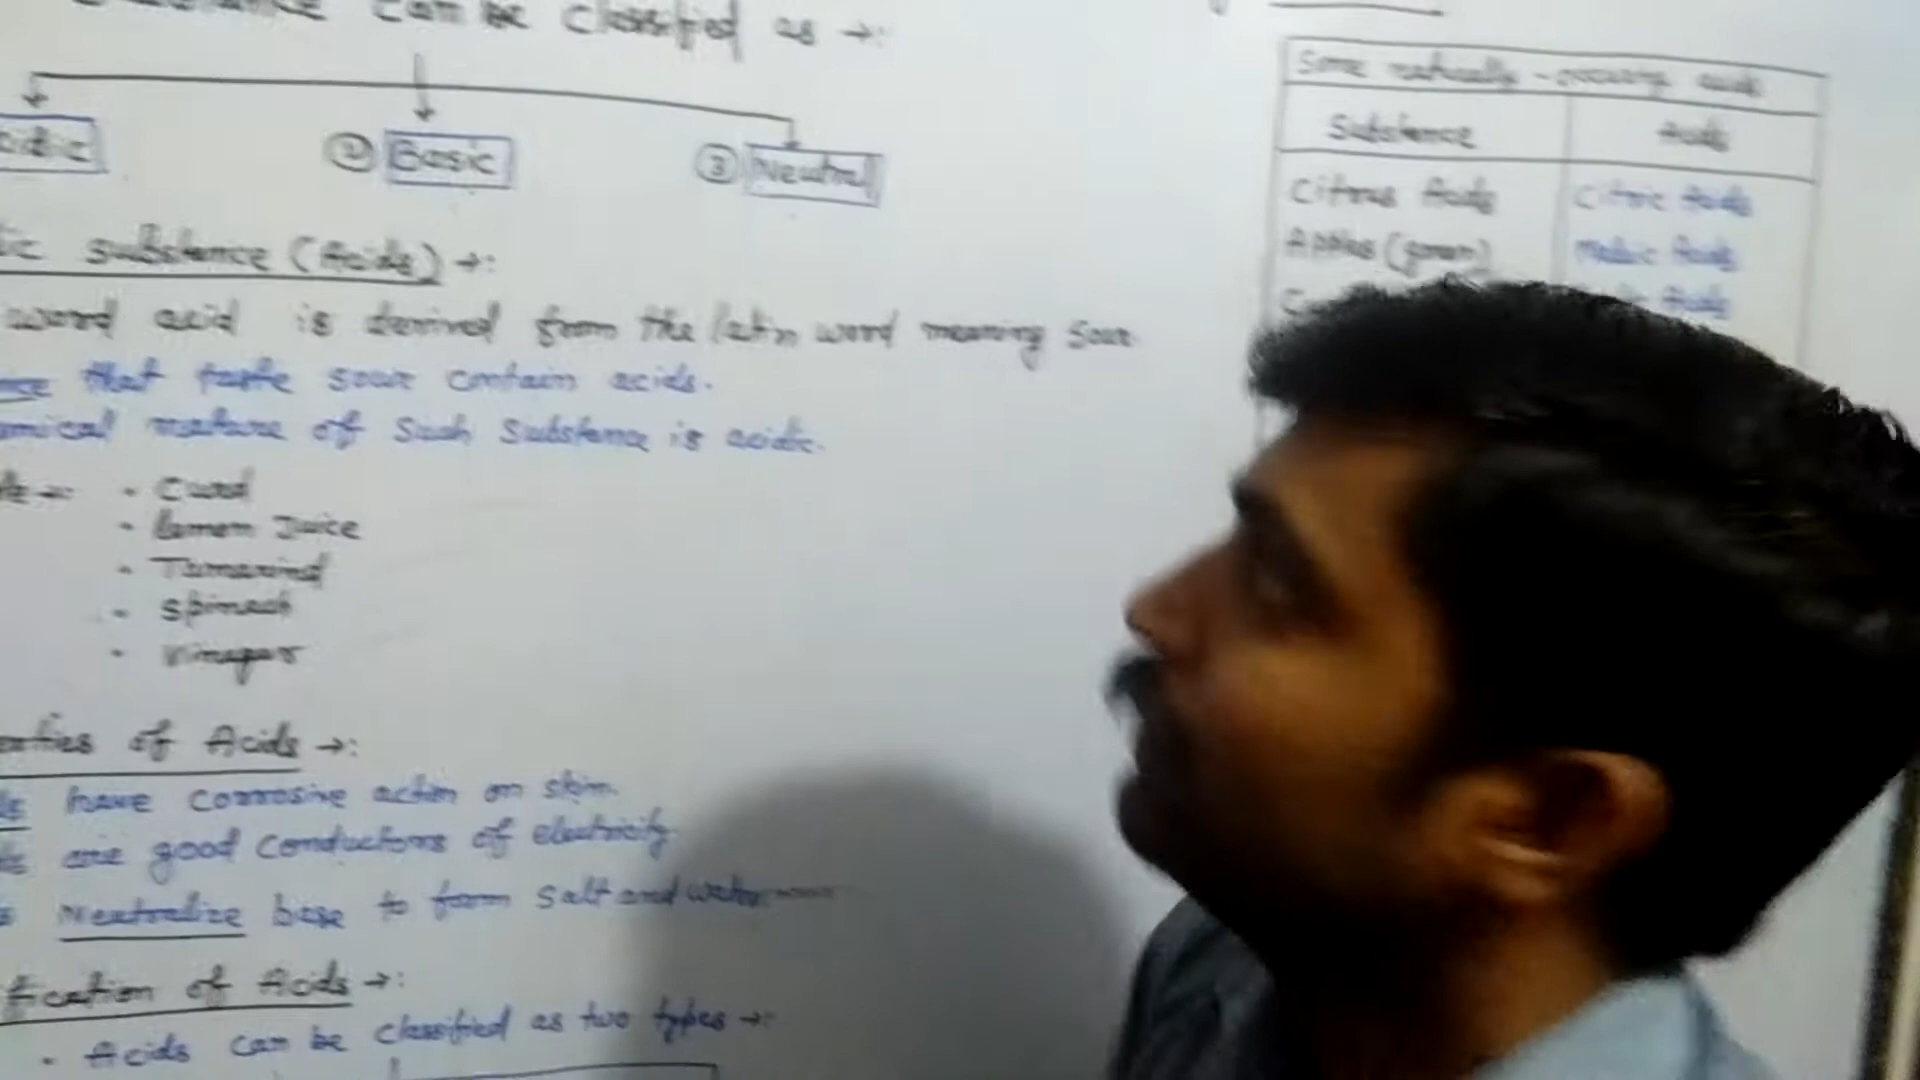 can be classified as →:
② Basic
③ Neutral
substance (Acids) →:
word acid is derived from the latin word meaning sour
that taste sour contain acids.
nature of such substance is acidic.
• Curd
• lemon Juice
• Tamarind
• Spinach
• Vinegars
of Acids →:
have corrosive action on skin.
are good conductors of electricity
Neutralize base to form salt and water
of Acids →:
• Acids can be classified as two types →:
Some naturally-occuring acids
Substance Acids
Citrus Acids Citric Acids
Apples (green) Malic Acids
Acids